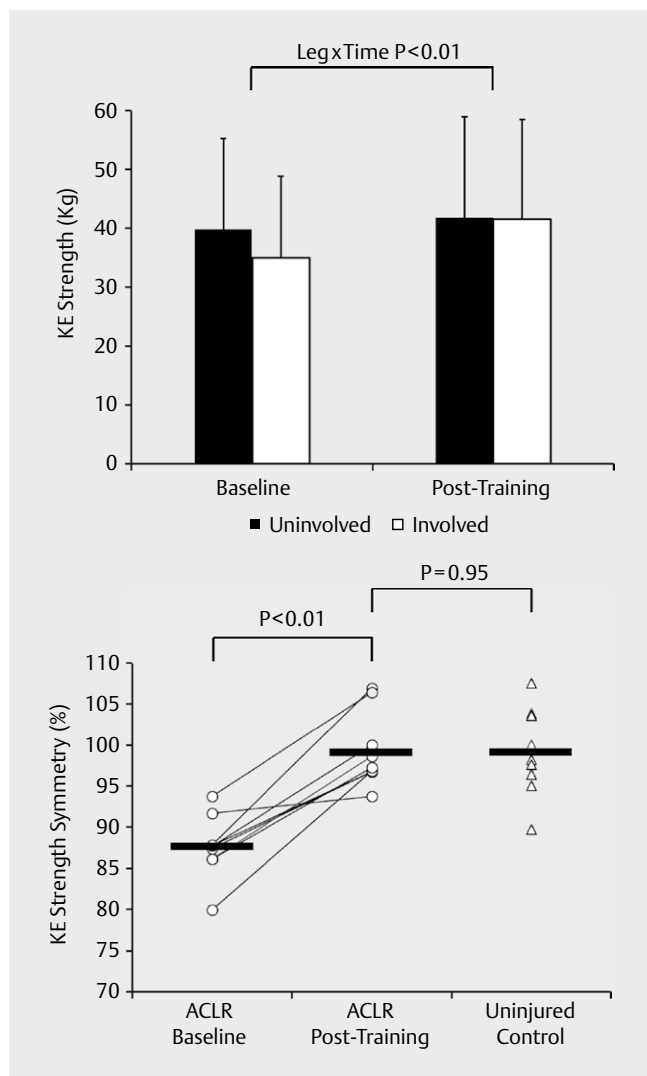 Leg x Time P<0.01
60
50
40
30
20
10
0
KE Strength (Kg)
Baseline Post-Training
Uninvolved Involved
P=0.95
P<0.01
110
105
100
95
90
85
80
75
70
KE Strength Symmetry (%)
ACLR Baseline
ACLR Post-Training
Uninjured Control